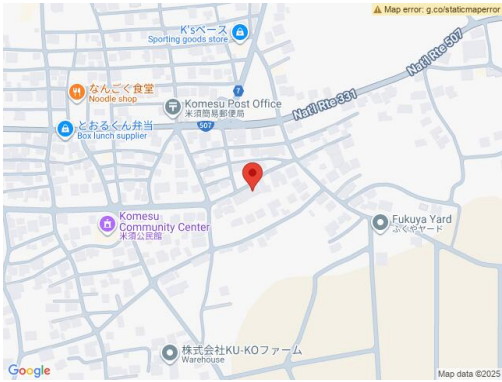 Map error: g.co/staticmaperror
K'sベース
Sporting goods store
Nat'l Rte 507
なんごく食堂
Noodle shop
7
Komesu Post Office
米須簡易郵便局
Nat'l Rte 331
507
とおるくん弁当
Box lunch supplier
Komesu
Community Center
米須公民館
Fukuya Yard
ふくやヤード
株式会社KU-KOファーム
Warehouse
Google
Map data ©2025